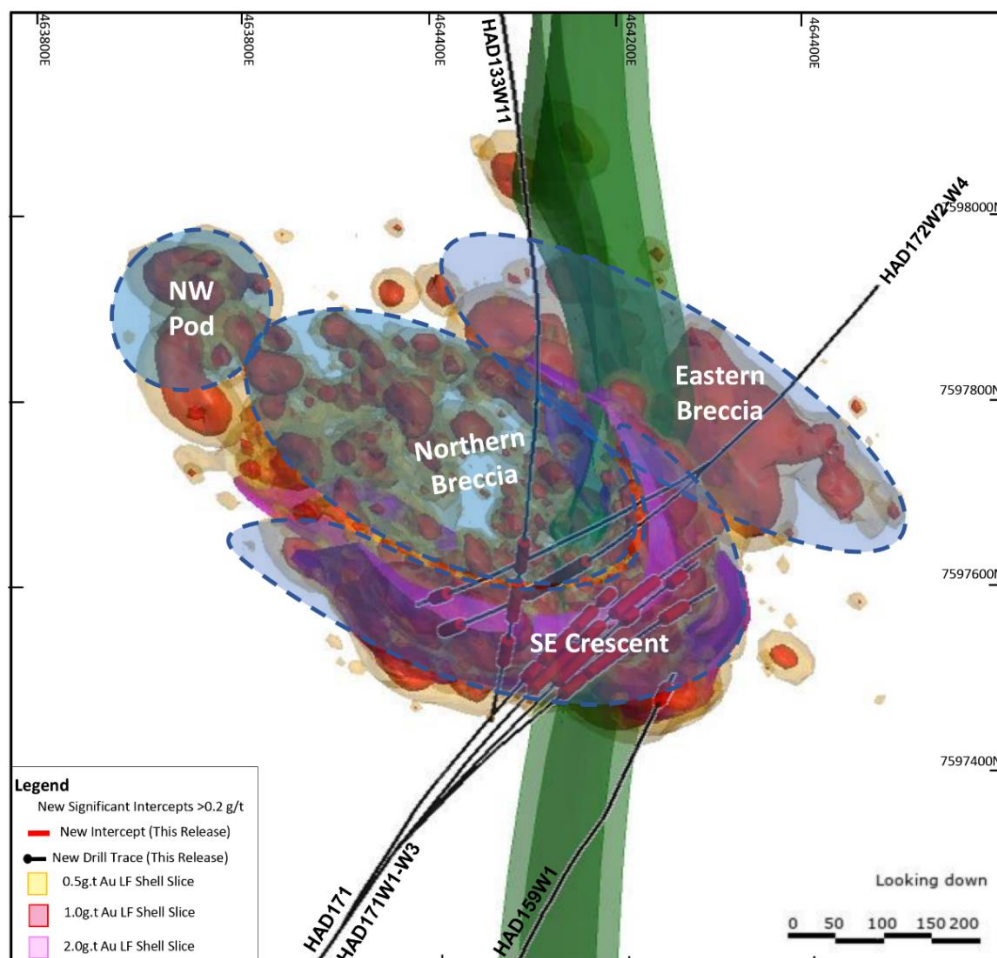 463800E
463800E
464400E
464200E
464400E
HAD133W11
HAD172W2-W4
7598000N
NW
Pod
Eastern
Breccia
7597800N
Northern
Breccia
7597600N
SE Crescent
7597400N
Legend
New Significant Intercepts >0.2 g/t
New Intercept (This Release)
New Drill Trace (This Release)
0.5g.t Au LF Shell Slice
1.0g.t Au LF Shell Slice
2.0g.t Au LF Shell Slice
HAD171
HAD171W1-W3
HAD159W1
Looking down
0 50 100 150 200